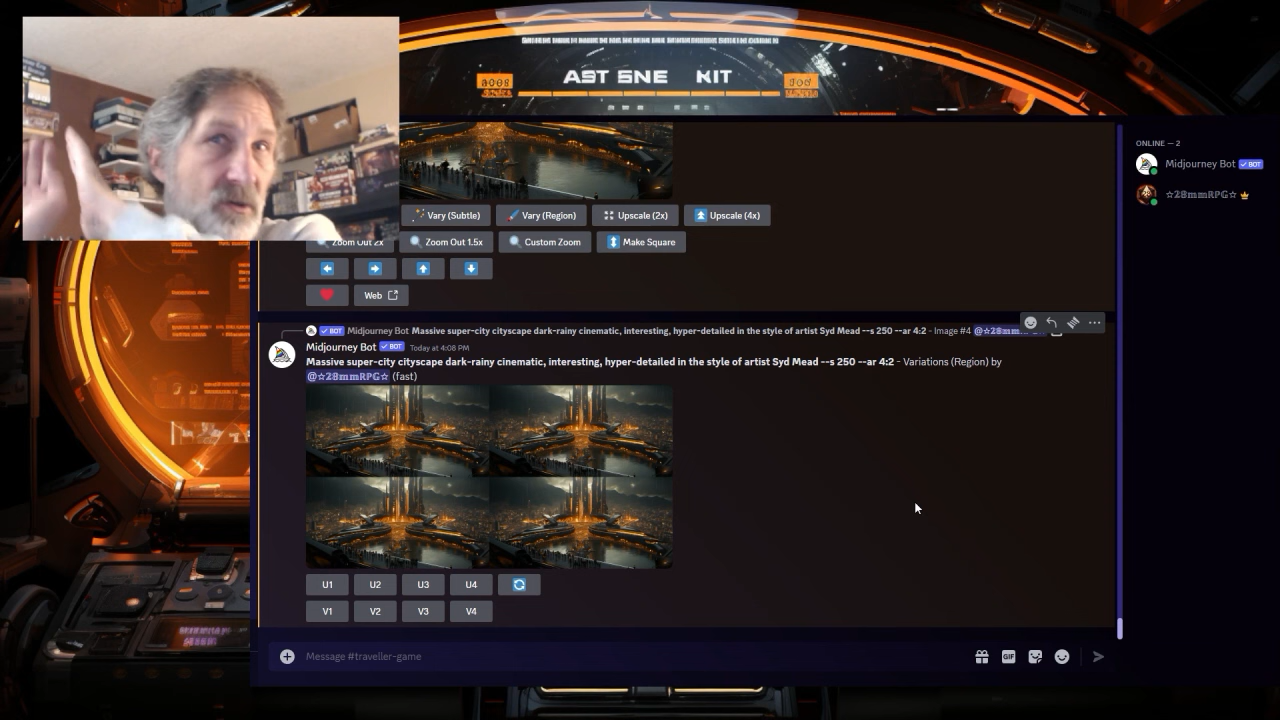 AST SNE KIT
ONLINE — 2
Midjourney Bot ✓ BOT
☆28mmRPG☆
Vary (Subtle) Vary (Region) Upscale (2x) Upscale (4x)
Zoom Out 2x Zoom Out 1.5x Custom Zoom Make Square
Web
✓ BOT Midjourney Bot Massive super-city cityscape dark-rainy cinematic, interesting, hyper-detailed in the style of artist Syd Mead --s 250 --ar 4:2 - Image #4 @☆28mm
Midjourney Bot ✓ BOT Today at 4:08 PM
Massive super-city cityscape dark-rainy cinematic, interesting, hyper-detailed in the style of artist Syd Mead --s 250 --ar 4:2 - Variations (Region) by
@☆28mmRPG☆ (fast)
U1 U2 U3 U4
V1 V2 V3 V4
Message #traveller-game
GIF